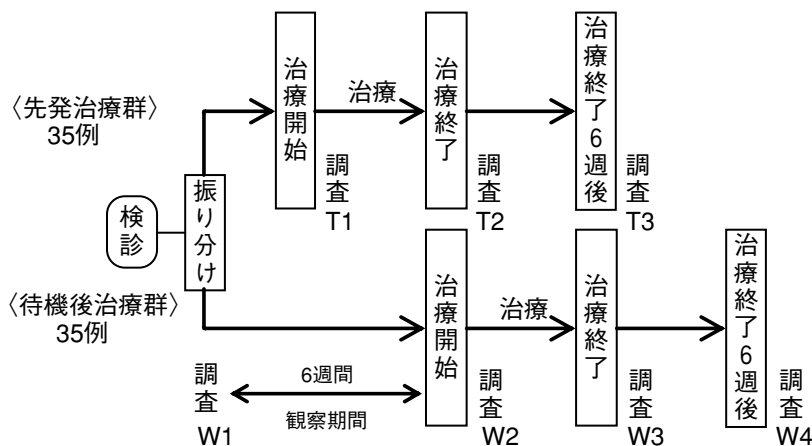 〈先発治療群〉
35例
検診
振り分け
治療開始
治療
治療終了
治療終了6週後
調査
T1
調査
T2
調査
T3
〈待機後治療群〉
35例
治療開始
治療
治療終了
治療終了6週後
調査
W1
6週間
観察期間
調査
W2
調査
W3
調査
W4